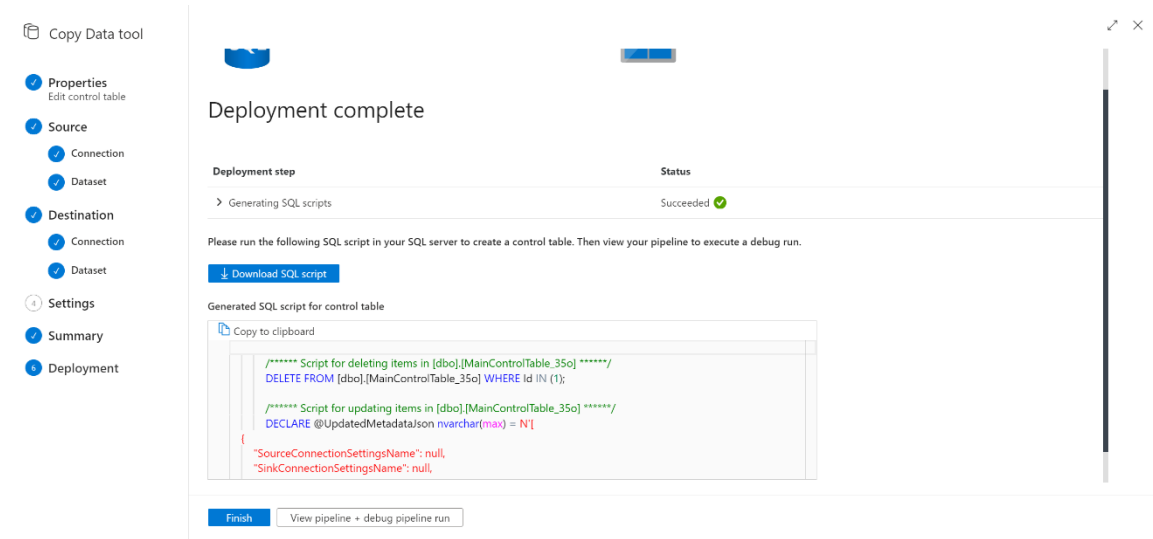 Copy Data tool
Properties
Edit control table
Source
Connection
Dataset
Destination
Connection
Dataset
4 Settings
Summary
6 Deployment
Deployment complete
Deployment step Status
Generating SQL scripts Succeeded
Please run the following SQL script in your SQL server to create a control table. Then view your pipeline to execute a debug run.
Download SQL script
Generated SQL script for control table
Copy to clipboard
/****** Script for deleting items in [dbo].[MainControlTable_35o] ******/
DELETE FROM [dbo].[MainControlTable_35o] WHERE Id IN (1);
/****** Script for updating items in [dbo].[MainControlTable_35o] ******/
DECLARE @UpdatedMetadataJson nvarchar(max) = N'[
{
"SourceConnectionSettingsName": null,
"SinkConnectionSettingsName": null,
Finish View pipeline + debug pipeline run